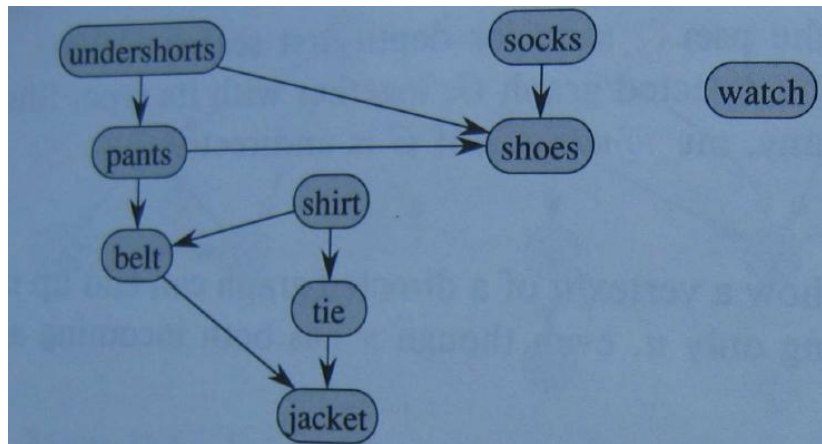 undershorts
socks
watch
pants
shoes
shirt
belt
tie
jacket